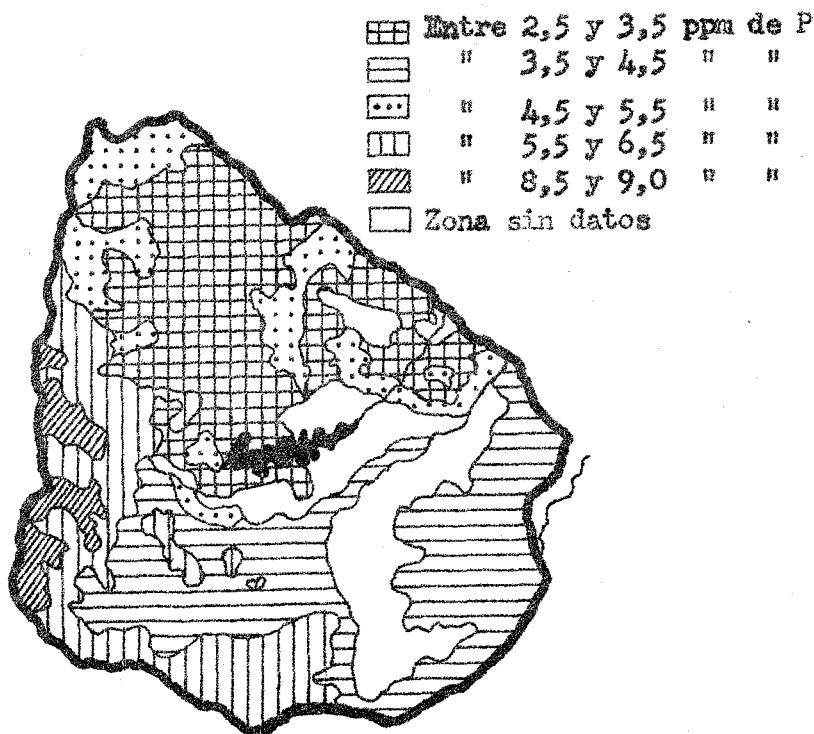 Entre 2,5 y 3,5 ppm de P
" 3,5 y 4,5 " "
" 4,5 y 5,5 " "
" 5,5 y 6,5 " "
" 8,5 y 9,0 " "
Zona sin datos